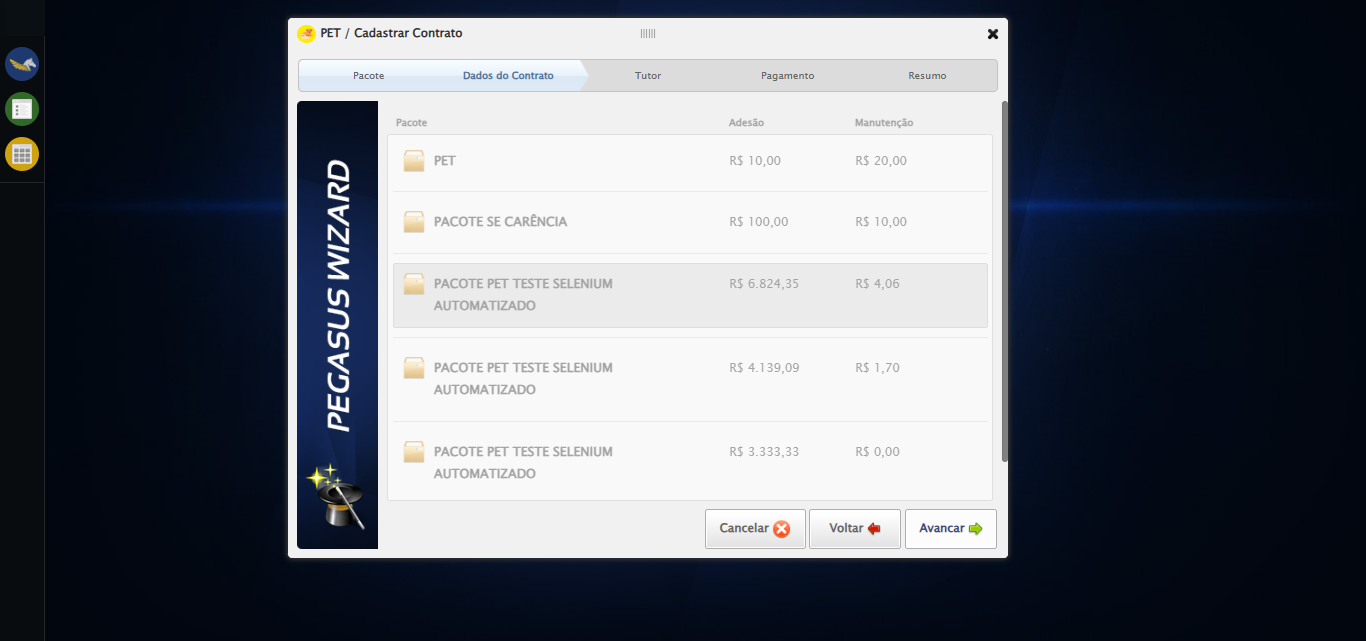 PET / Cadastrar Contrato
Pacote Dados do Contrato Tutor Pagamento Resumo
PEGASUS WIZARD
Pacote Adesão Manutenção
PET R$ 10,00 R$ 20,00
PACOTE SE CARÊNCIA R$ 100,00 R$ 10,00
PACOTE PET TESTE SELENIUM R$ 6.824,35 R$ 4,06
AUTOMATIZADO
PACOTE PET TESTE SELENIUM R$ 4.139,09 R$ 1,70
AUTOMATIZADO
PACOTE PET TESTE SELENIUM R$ 3.333,33 R$ 0,00
AUTOMATIZADO
Cancelar Voltar Avancar